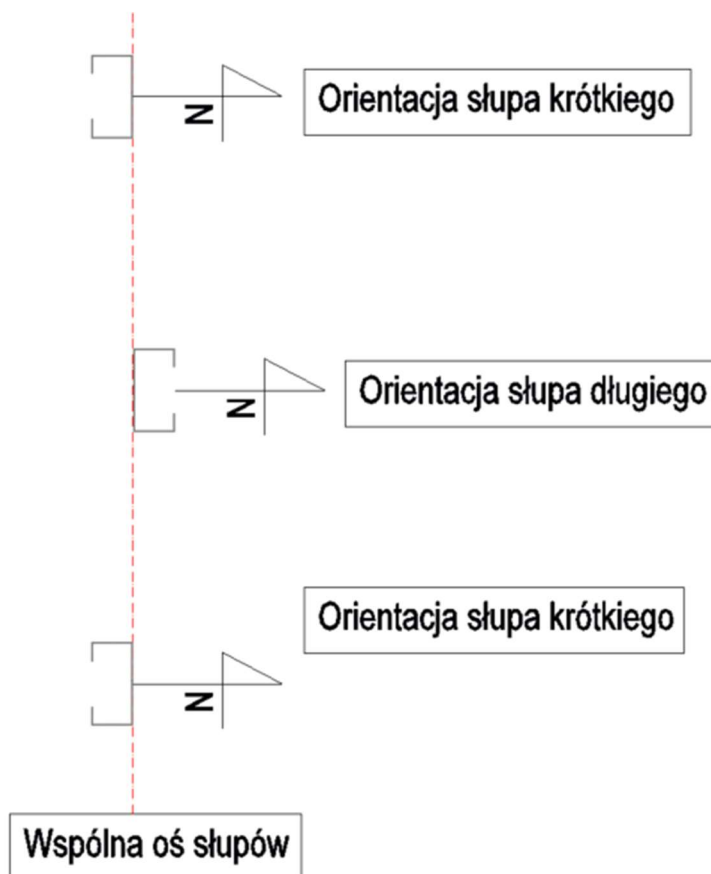 N
Orientacja słupa krótkiego
N
Orientacja słupa długiego
Orientacja słupa krótkiego
N
Wspólna oś słupów